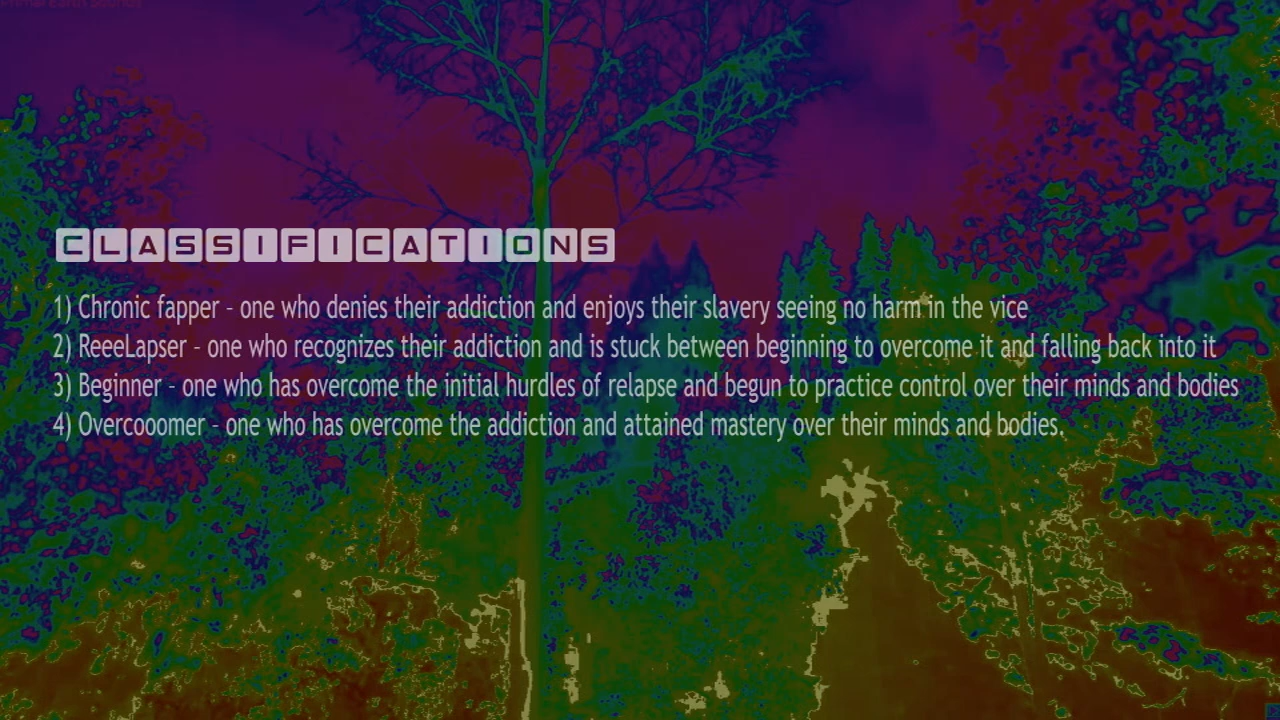 Primal Earth Sounds
CLASSIFICATIONS
1) Chronic fapper - one who denies their addiction and enjoys their slavery seeing no harm in the vice
2) ReeeLapser - one who recognizes their addiction and is stuck between beginning to overcome it and falling back into it
3) Beginner - one who has overcome the initial hurdles of relapse and begun to practice control over their minds and bodies
4) Overcooomer - one who has overcome the addiction and attained mastery over their minds and bodies.